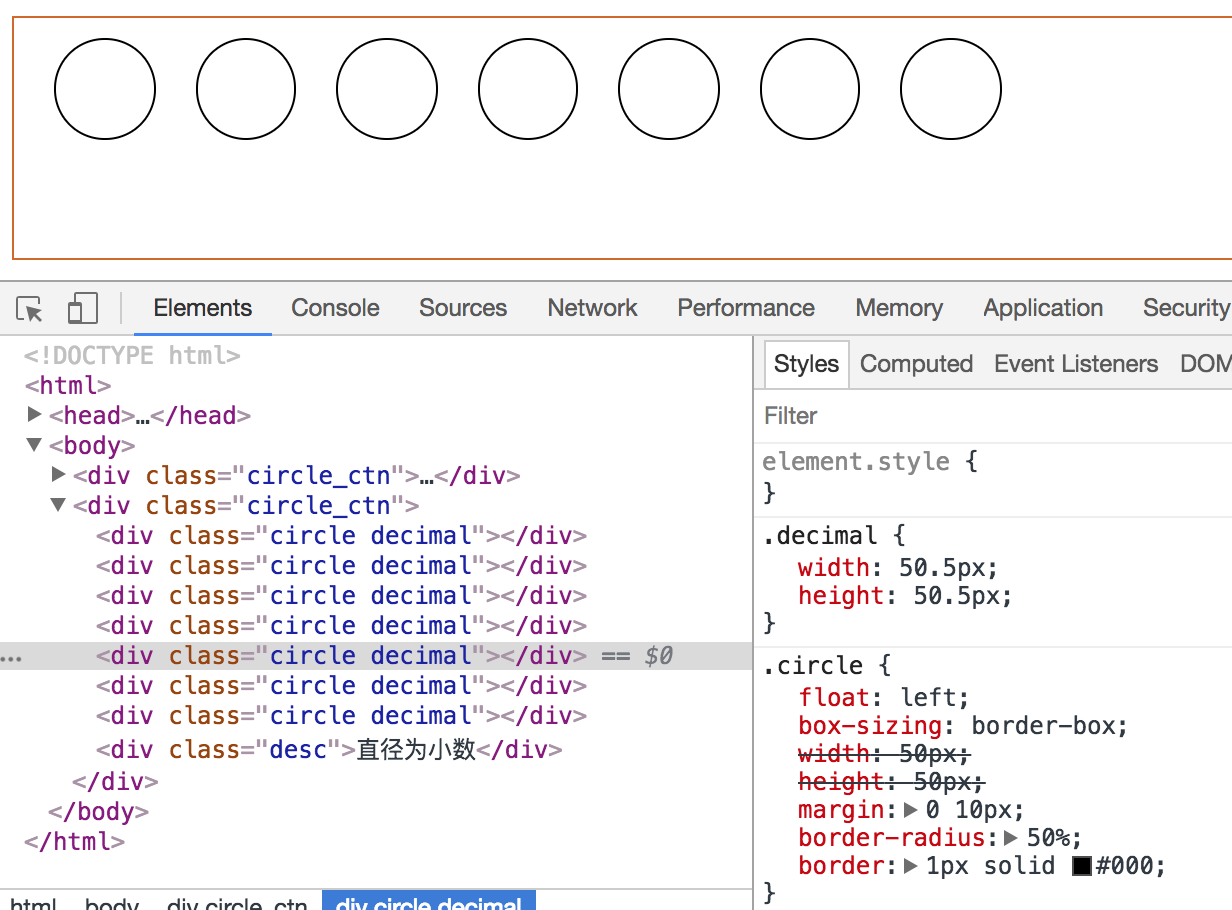 Elements Console Sources Network Performance Memory Application Security
<!DOCTYPE html>
<html>
<head>…</head>
<body>
<div class="circle_ctn">…</div>
<div class="circle_ctn">
<div class="circle decimal"></div>
<div class="circle decimal"></div>
<div class="circle decimal"></div>
<div class="circle decimal"></div>
… <div class="circle decimal"></div> == $0
<div class="circle decimal"></div>
<div class="circle decimal"></div>
<div class="desc">直径为小数</div>
</div>
</body>
</html>
html body div.circle_ctn div.circle.decimal
Styles Computed Event Listeners DOM
Filter
element.style {
}
.decimal {
width: 50.5px;
height: 50.5px;
}
.circle {
float: left;
box-sizing: border-box;
width: 50px;
height: 50px;
margin: 0 10px;
border-radius: 50%;
border: 1px solid #000;
}